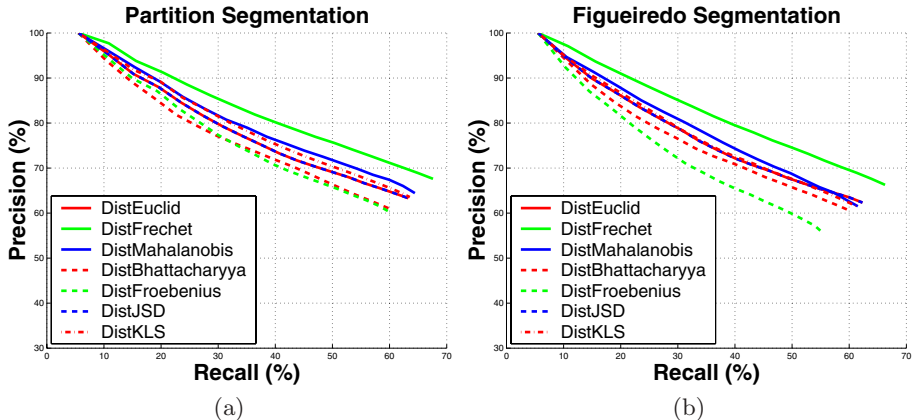 Partition Segmentation
100
90
80
70
60
50
40
30
Precision (%)
DistEuclid
DistFrechet
DistMahalanobis
DistBhattacharyya
DistFroebenius
DistJSD
DistKLS
0 10 20 30 40 50 60 70
Recall (%)
(a)
Figueiredo Segmentation
100
90
80
70
60
50
40
30
Precision (%)
DistEuclid
DistFrechet
DistMahalanobis
DistBhattacharyya
DistFroebenius
DistJSD
DistKLS
0 10 20 30 40 50 60 70
Recall (%)
(b)